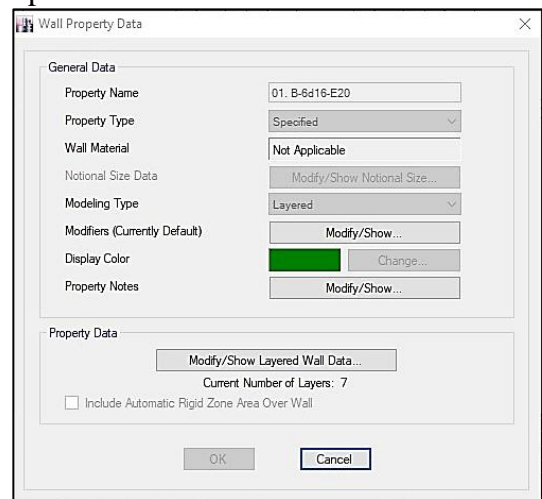 Wall Property Data
General Data
Property Name 01. B-6d16-E20
Property Type Specified
Wall Material Not Applicable
Notional Size Data Modify/Show Notional Size...
Modeling Type Layered
Modifiers (Currently Default) Modify/Show...
Display Color Change...
Property Notes Modify/Show...
Property Data
Modify/Show Layered Wall Data...
Current Number of Layers: 7
Include Automatic Rigid Zone Area Over Wall
OK Cancel